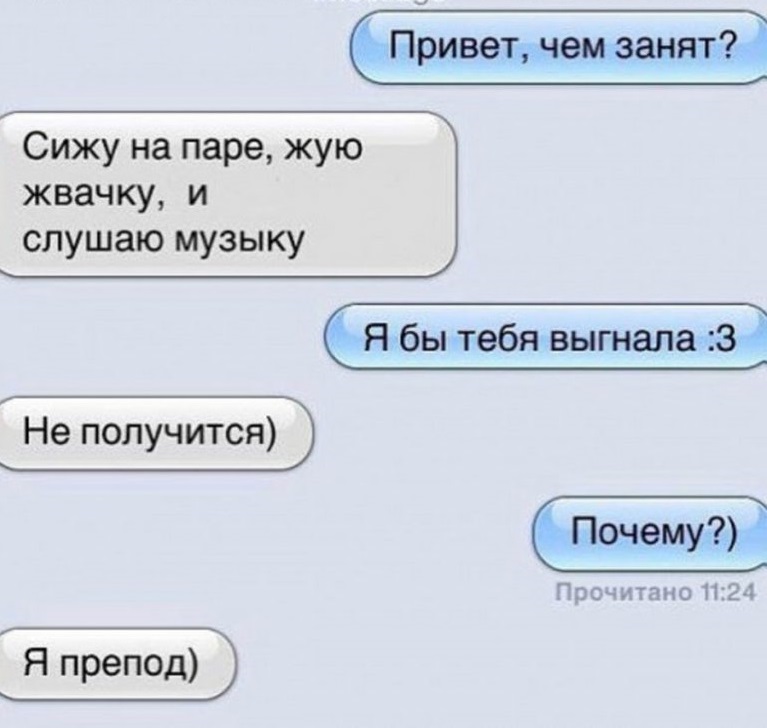 Привет, чем занят?
Сижу на паре, жую
жвачку, и
слушаю музыку
Я бы тебя выгнала :3
Не получится)
Почему?)
Прочитано 11:24
Я препод)